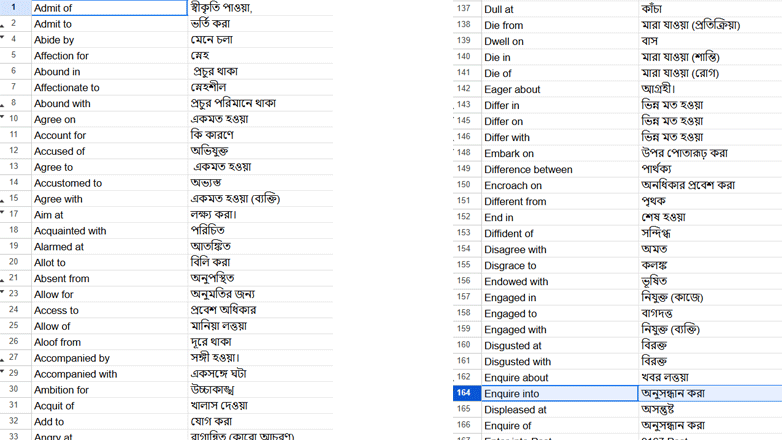 1 Admit of স্বীকৃতি পাওয়া,
2 Admit to ভর্তি করা
4 Abide by মেনে চলা
5 Affection for স্নেহ
6 Abound in প্রচুর থাকা
7 Affectionate to স্নেহশীল
8 Abound with প্রচুর পরিমানে থাকা
10 Agree on একমত হওয়া
11 Account for কি কারণে
12 Accused of অভিযুক্ত
13 Agree to একমত হওয়া
14 Accustomed to অভ্যস্ত
15 Agree with একমত হওয়া (ব্যক্তি)
17 Aim at লক্ষ্য করা।
18 Acquainted with পরিচিত
19 Alarmed at আতঙ্কিত
20 Allot to বিলি করা
21 Absent from অনুপস্থিত
23 Allow for অনুমতির জন্য
24 Access to প্রবেশ অধিকার
25 Allow of মানিয়া লওয়া
26 Aloof from দূরে থাকা
27 Accompanied by সঙ্গী হওয়া।
29 Accompanied with একসঙ্গে ঘটা
30 Ambition for উচ্চাকাঙ্খ
31 Acquit of খালাস দেওয়া
32 Add to যোগ করা
33 Angry at রাগান্বিত (কারো আচরণ)
137 Dull at কাঁচা
138 Die from মারা যাওয়া (প্রতিক্রিয়া)
139 Dwell on বাস
140 Die in মারা যাওয়া (শান্তি)
141 Die of মারা যাওয়া (রোগ)
142 Eager about আগ্রহী।
143 Differ in ভিন্ন মত হওয়া
145 Differ on ভিন্ন মত হওয়া
146 Differ with ভিন্ন মত হওয়া
148 Embark on উপর পোতারূঢ় করা
149 Difference between পার্থক্য
150 Encroach on অনধিকার প্রবেশ করা
151 Different from পৃথক
152 End in শেষ হওয়া
153 Diffident of সন্দিগ্ধ
154 Disagree with অমত
155 Disgrace to কলঙ্ক
156 Endowed with ভূষিত
157 Engaged in নিযুক্ত (কাজে)
158 Engaged to বাগদত্ত
159 Engaged with নিযুক্ত (ব্যক্তি)
160 Disgusted at বিরক্ত
161 Disgusted with বিরক্ত
162 Enquire about খবর লওয়া
164 Enquire into অনুসন্ধান করা
165 Displeased at অসন্তুষ্ট
166 Enquire of অনুসন্ধান করা